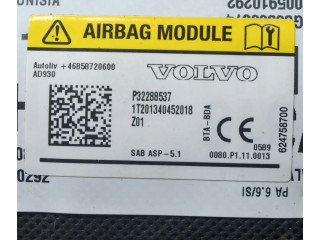 AIRBAG MODULE
Autoliv +46858720600
AD930
VOLVO
P32288537
1T201340452018
Z01
BTA-BDA
SAB ASP-5.1
0589
0080.P1.11.0013
624758700
PA 6.6/SI